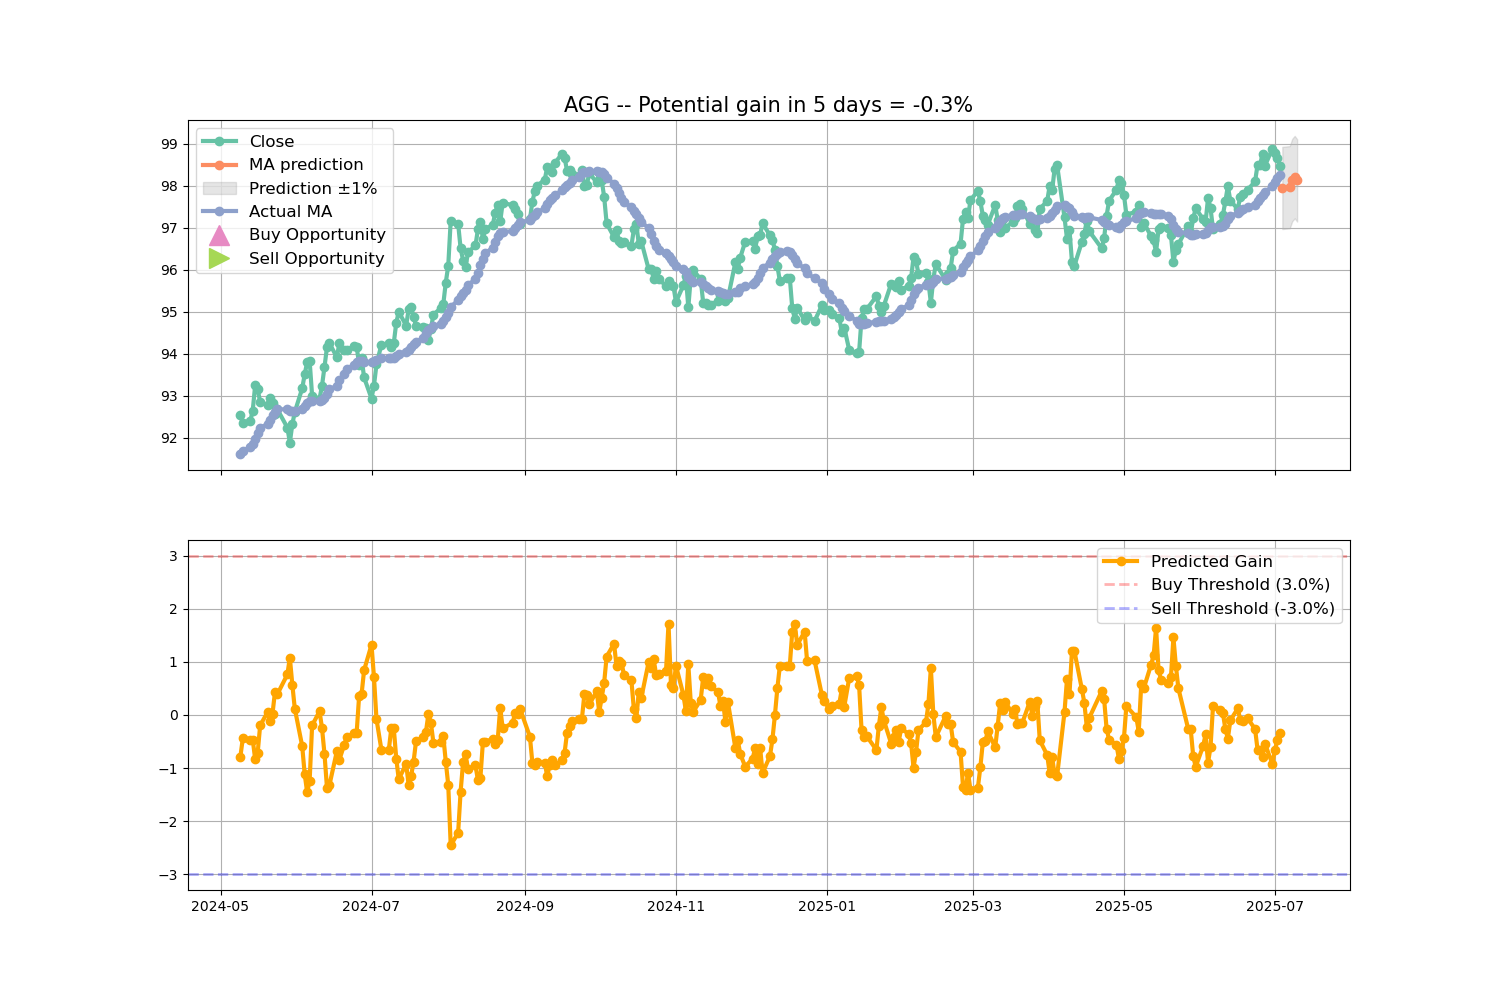 AGG -- Potential gain in 5 days = -0.3%
99
98
97
96
95
94
93
92
Close
MA prediction
Prediction ±1%
Actual MA
Buy Opportunity
Sell Opportunity
3
2
1
0
−1
−2
−3
Predicted Gain
Buy Threshold (3.0%)
Sell Threshold (-3.0%)
2024-05 2024-07 2024-09 2024-11 2025-01 2025-03 2025-05 2025-07